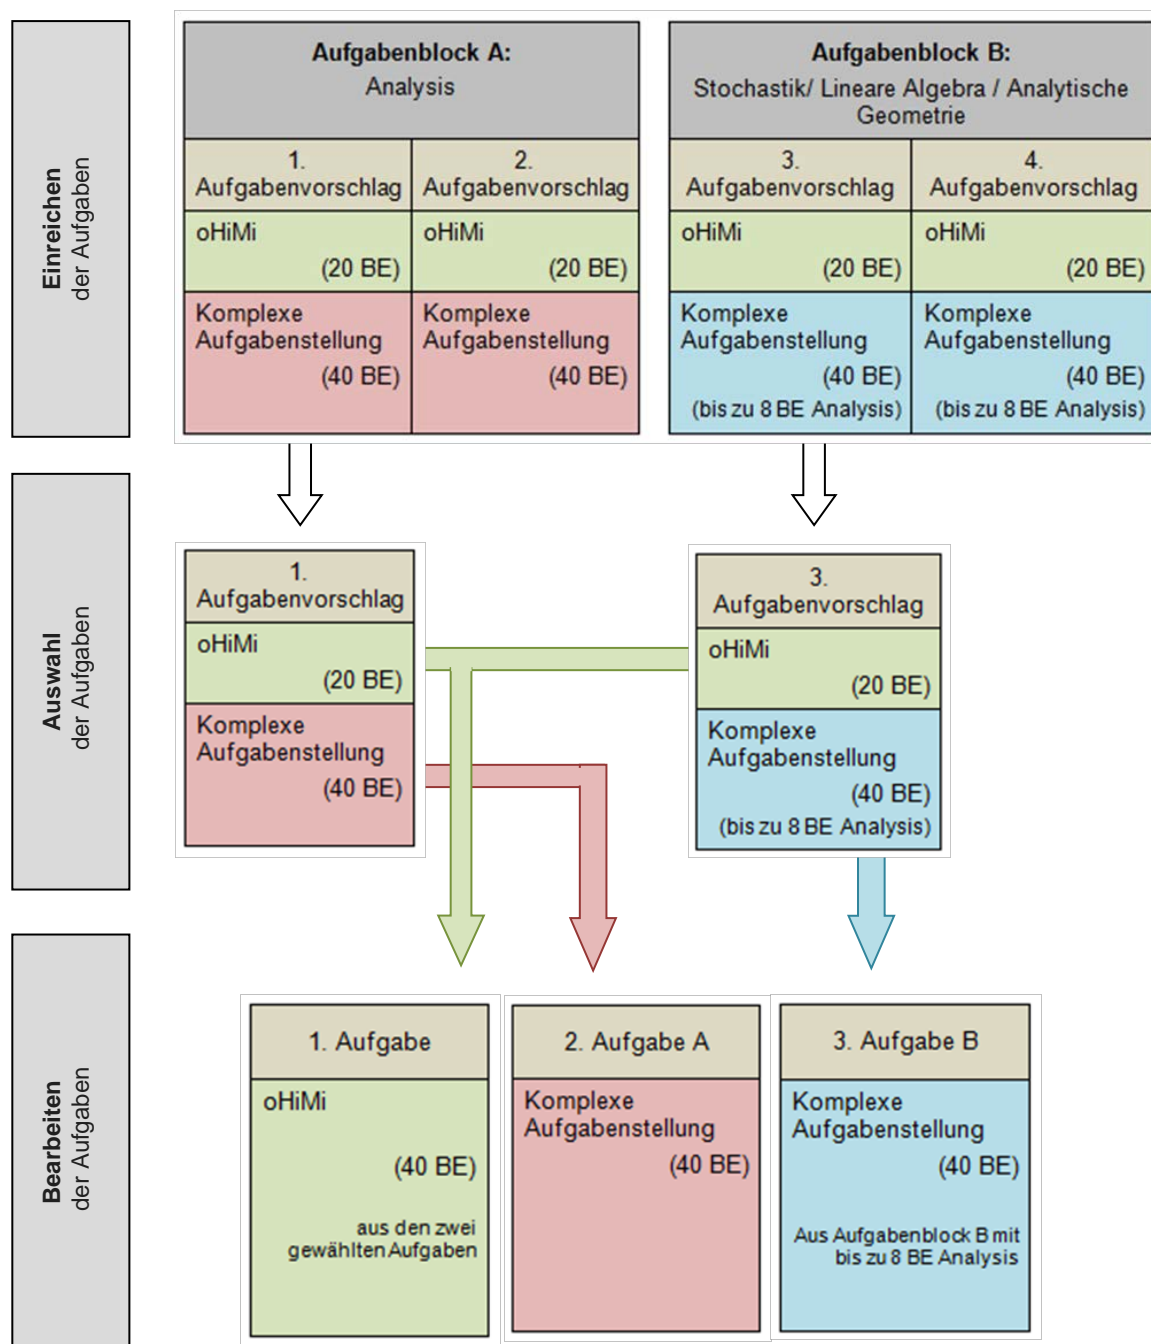 Einreichen
der Aufgaben
Aufgabenblock A:
Analysis
Aufgabenblock B:
Stochastik/ Lineare Algebra / Analytische
Geometrie
1.
Aufgabenvorschlag
2.
Aufgabenvorschlag
3.
Aufgabenvorschlag
4.
Aufgabenvorschlag
oHiMi
(20 BE)
oHiMi
(20 BE)
oHiMi
(20 BE)
oHiMi
(20 BE)
Komplexe
Aufgabenstellung
(40 BE)
Komplexe
Aufgabenstellung
(40 BE)
Komplexe
Aufgabenstellung
(40 BE)
(bis zu 8 BE Analysis)
Komplexe
Aufgabenstellung
(40 BE)
(bis zu 8 BE Analysis)
Auswahl
der Aufgaben
1.
Aufgabenvorschlag
oHiMi
(20 BE)
Komplexe
Aufgabenstellung
(40 BE)
3.
Aufgabenvorschlag
oHiMi
(20 BE)
Komplexe
Aufgabenstellung
(40 BE)
(bis zu 8 BE Analysis)
Bearbeiten
der Aufgaben
1. Aufgabe
oHiMi
(40 BE)
aus den zwei
gewählten Aufgaben
2. Aufgabe A
Komplexe
Aufgabenstellung
(40 BE)
3. Aufgabe B
Komplexe
Aufgabenstellung
(40 BE)
Aus Aufgabenblock B mit
bis zu 8 BE Analysis